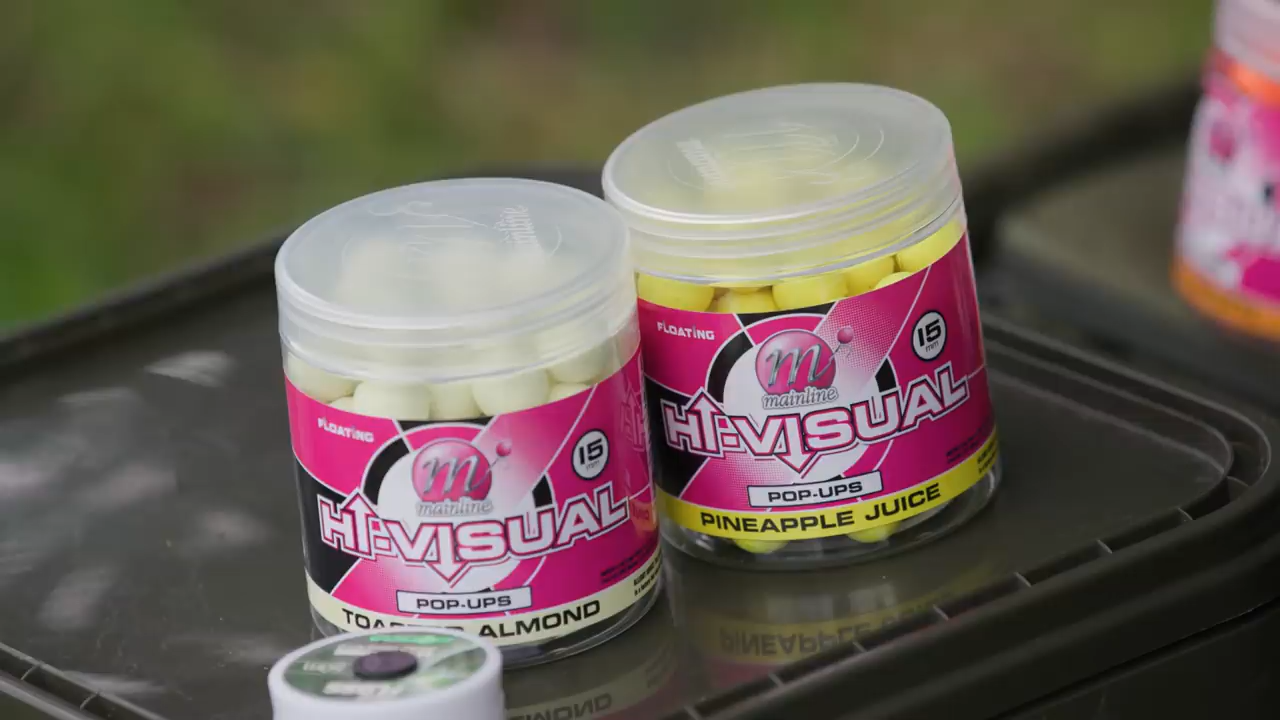 FLOATING
15
mm
m
mainline
HI-VISUAL
POP-UPS
TOASTED ALMOND
FLOATING
15
mm
m
mainline
HI-VISUAL
POP-UPS
PINEAPPLE JUICE